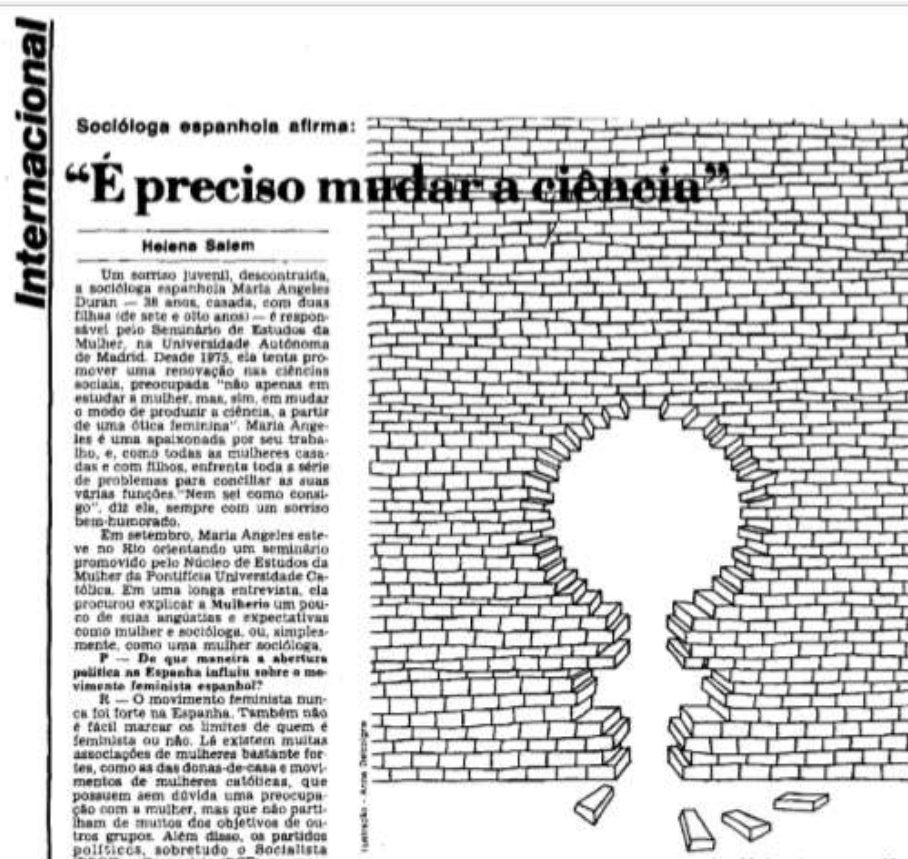 Internacional
Socióloga espanhola afirma:
“É preciso mudar a ciência”
Helena Salem
Um sorriso juvenil, descontraída,
a socióloga espanhola Maria Angeles
Duran — 38 anos, casada, com duas
filhas (de sete e oito anos) — é respon-
sável pelo Seminário de Estudos da
Mulher, na Universidade Autônoma
de Madrid. Desde 1975, ela tenta pro-
mover uma renovação nas ciências
sociais, preocupada "não apenas em
estudar a mulher, mas, sim, em mudar
o modo de produzir a ciência, a partir
de uma ótica feminina". Maria Ange-
les é uma apaixonada por seu traba-
lho, e, como todas as mulheres casa-
das e com filhos, enfrenta toda a série
de problemas para conciliar as suas
várias funções."Nem sei como consi-
go", diz ela, sempre com um sorriso
bem-humorado.
Em setembro, Maria Angeles este-
ve no Rio orientando um seminário
promovido pelo Núcleo de Estudos da
Mulher da Pontifícia Universidade Ca-
tólica. Em uma longa entrevista, ela
procurou explicar a Mulherio um pou-
co de suas angústias e expectativas
como mulher e socióloga, ou, simples-
mente, como uma mulher socióloga.
P — De que maneira a abertura
política na Espanha influiu sobre o mo-
vimento feminista espanhol?
R — O movimento feminista nun-
ca foi forte na Espanha. Também não
é fácil marcar os limites de quem é
feminista ou não. Lá existem muitas
associações de mulheres bastante for-
tes, como as das donas-de-casa e movi-
mentos de mulheres católicas, que
possuem sem dúvida uma preocupa-
ção com a mulher, mas que não parti-
lham de muitos dos objetivos de ou-
tros grupos. Além disso, os partidos
políticos, sobretudo o Socialista
Ilustração - Anna